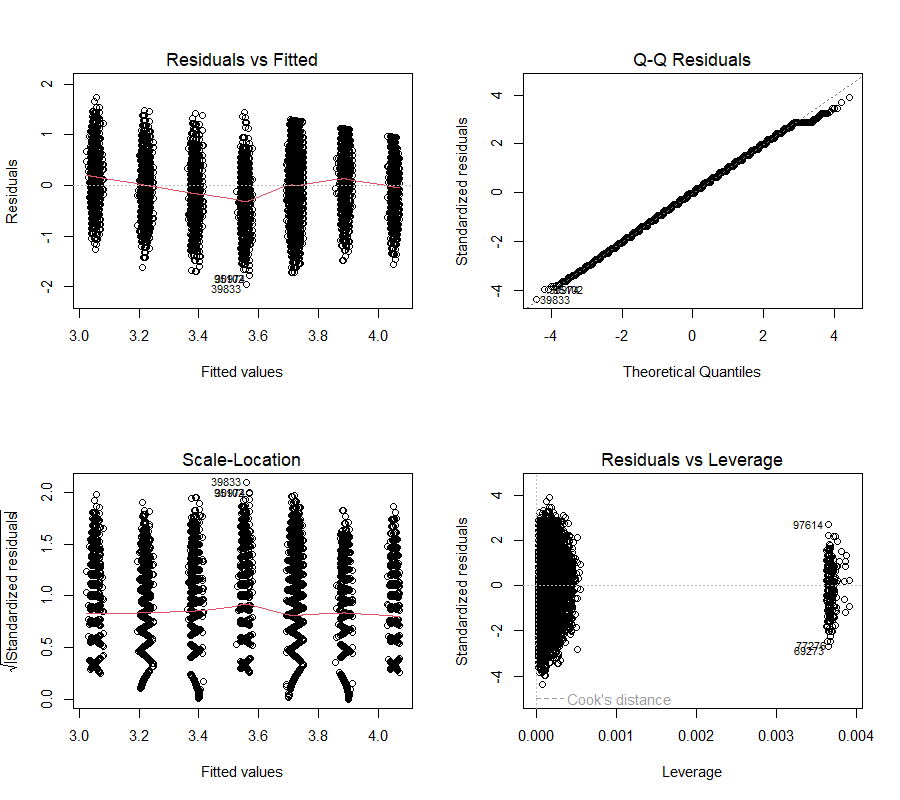 Residuals vs Fitted
Residuals
2
1
0
-1
-2
39833
3.0 3.2 3.4 3.6 3.8 4.0
Fitted values
Q-Q Residuals
Standardized residuals
4
2
0
-2
-4
39833
-4 -2 0 2 4
Theoretical Quantiles
Scale-Location
√|Standardized residuals|
2.0
1.5
1.0
0.5
0.0
39833
3.0 3.2 3.4 3.6 3.8 4.0
Fitted values
Residuals vs Leverage
Standardized residuals
4
2
0
-2
-4
97614
77276
69273
Cook's distance
0.000 0.001 0.002 0.003 0.004
Leverage